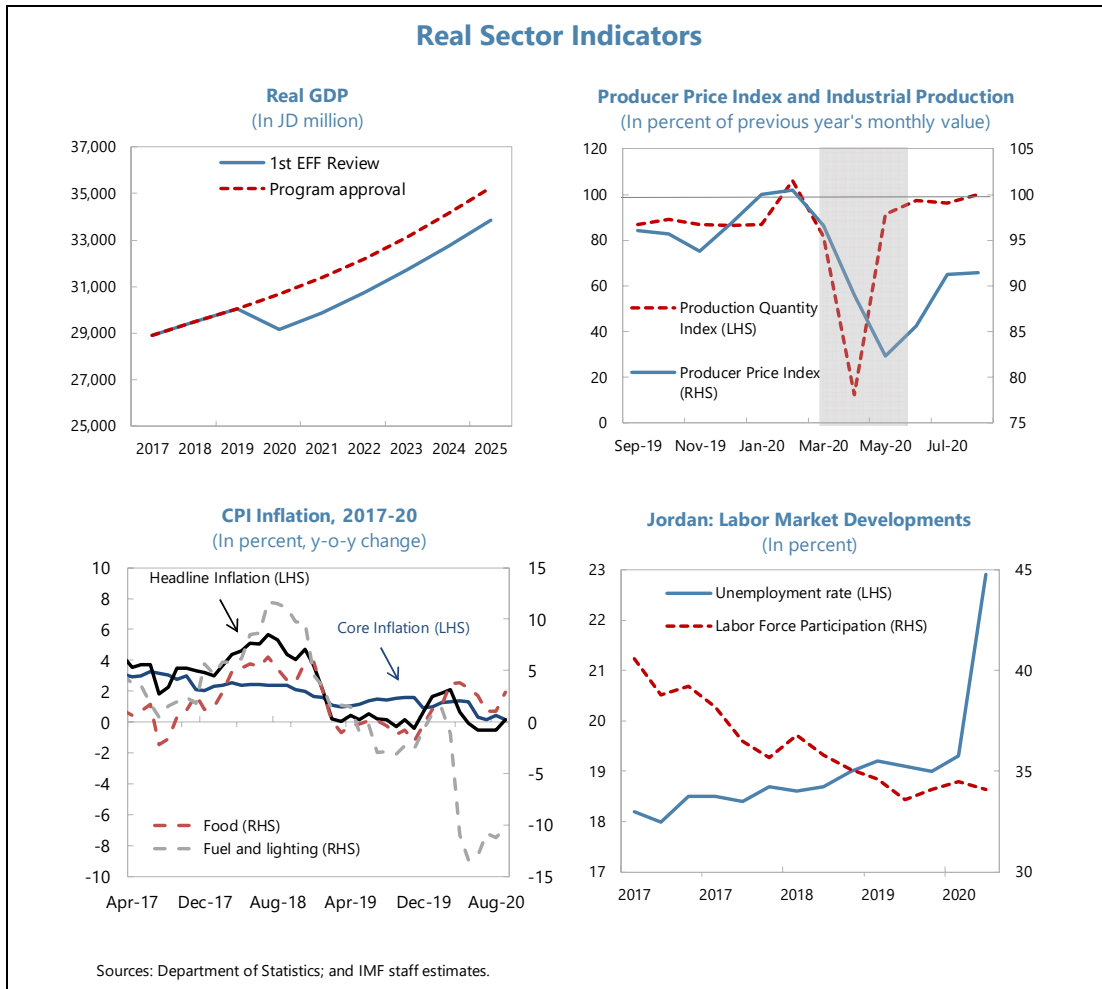 Real Sector Indicators
Real GDP
(In JD million)
37,000
35,000
33,000
31,000
29,000
27,000
25,000
1st EFF Review
Program approval
2017 2018 2019 2020 2021 2022 2023 2024 2025
Producer Price Index and Industrial Production
(In percent of previous year's monthly value)
120
100
80
60
40
20
0
105
100
95
90
85
80
75
Production Quantity
Index (LHS)
Producer Price Index
(RHS)
Sep-19 Nov-19 Jan-20 Mar-20 May-20 Jul-20
CPI Inflation, 2017-20
(In percent, y-o-y change)
10
8
6
4
2
0
-2
-4
-6
-8
-10
15
10
5
0
-5
-10
-15
Headline Inflation (LHS)
Core Inflation (LHS)
Food (RHS)
Fuel and lighting (RHS)
Apr-17 Dec-17 Aug-18 Apr-19 Dec-19 Aug-20
Jordan: Labor Market Developments
(In percent)
23
22
21
20
19
18
17
45
40
35
30
Unemployment rate (LHS)
Labor Force Participation (RHS)
2017 2017 2018 2019 2020
Sources: Department of Statistics; and IMF staff estimates.